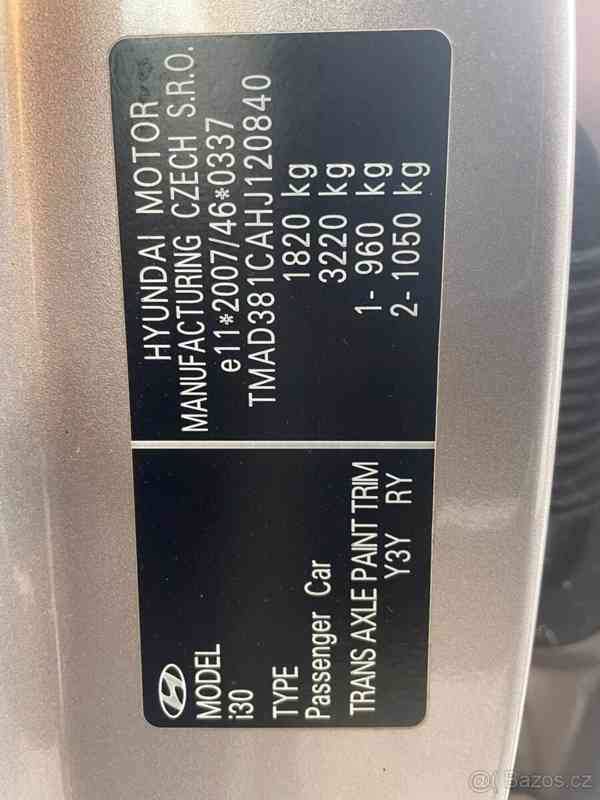 HYUNDAI MOTOR
MANUFACTURING CZECH S.R.O.
e11*2007/46*0337
TMAD381CAHJ120840
1820 kg
3220 kg
1- 960 kg
2- 1050 kg
MODEL
i30
TYPE
Passenger Car
TRANS AXLE PAINT TRIM
Y3Y RY
Bazos.cz